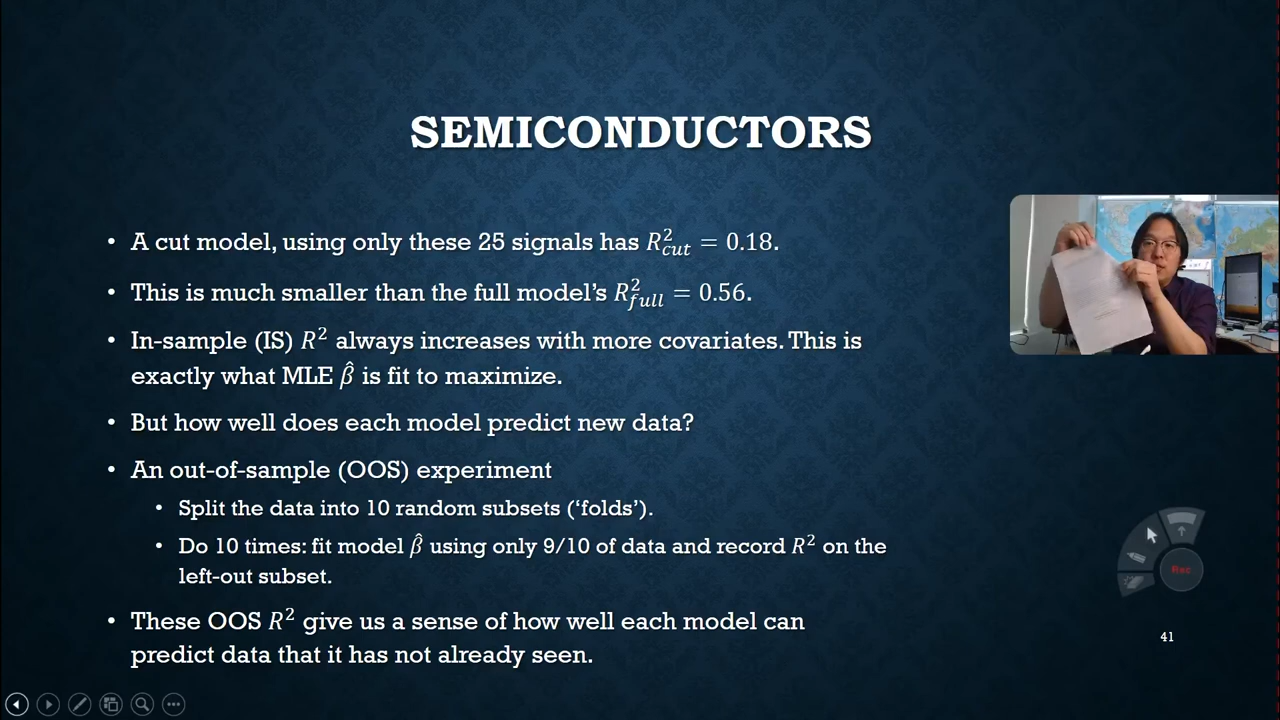 SEMICONDUCTORS
• A cut model, using only these 25 signals has R²_cut = 0.18.
• This is much smaller than the full model's R²_full = 0.56.
• In-sample (IS) R² always increases with more covariates. This is
exactly what MLE β̂ is fit to maximize.
• But how well does each model predict new data?
• An out-of-sample (OOS) experiment
• Split the data into 10 random subsets ('folds').
• Do 10 times: fit model β̂ using only 9/10 of data and record R² on the
left-out subset.
• These OOS R² give us a sense of how well each model can
predict data that it has not already seen.
Rec
41